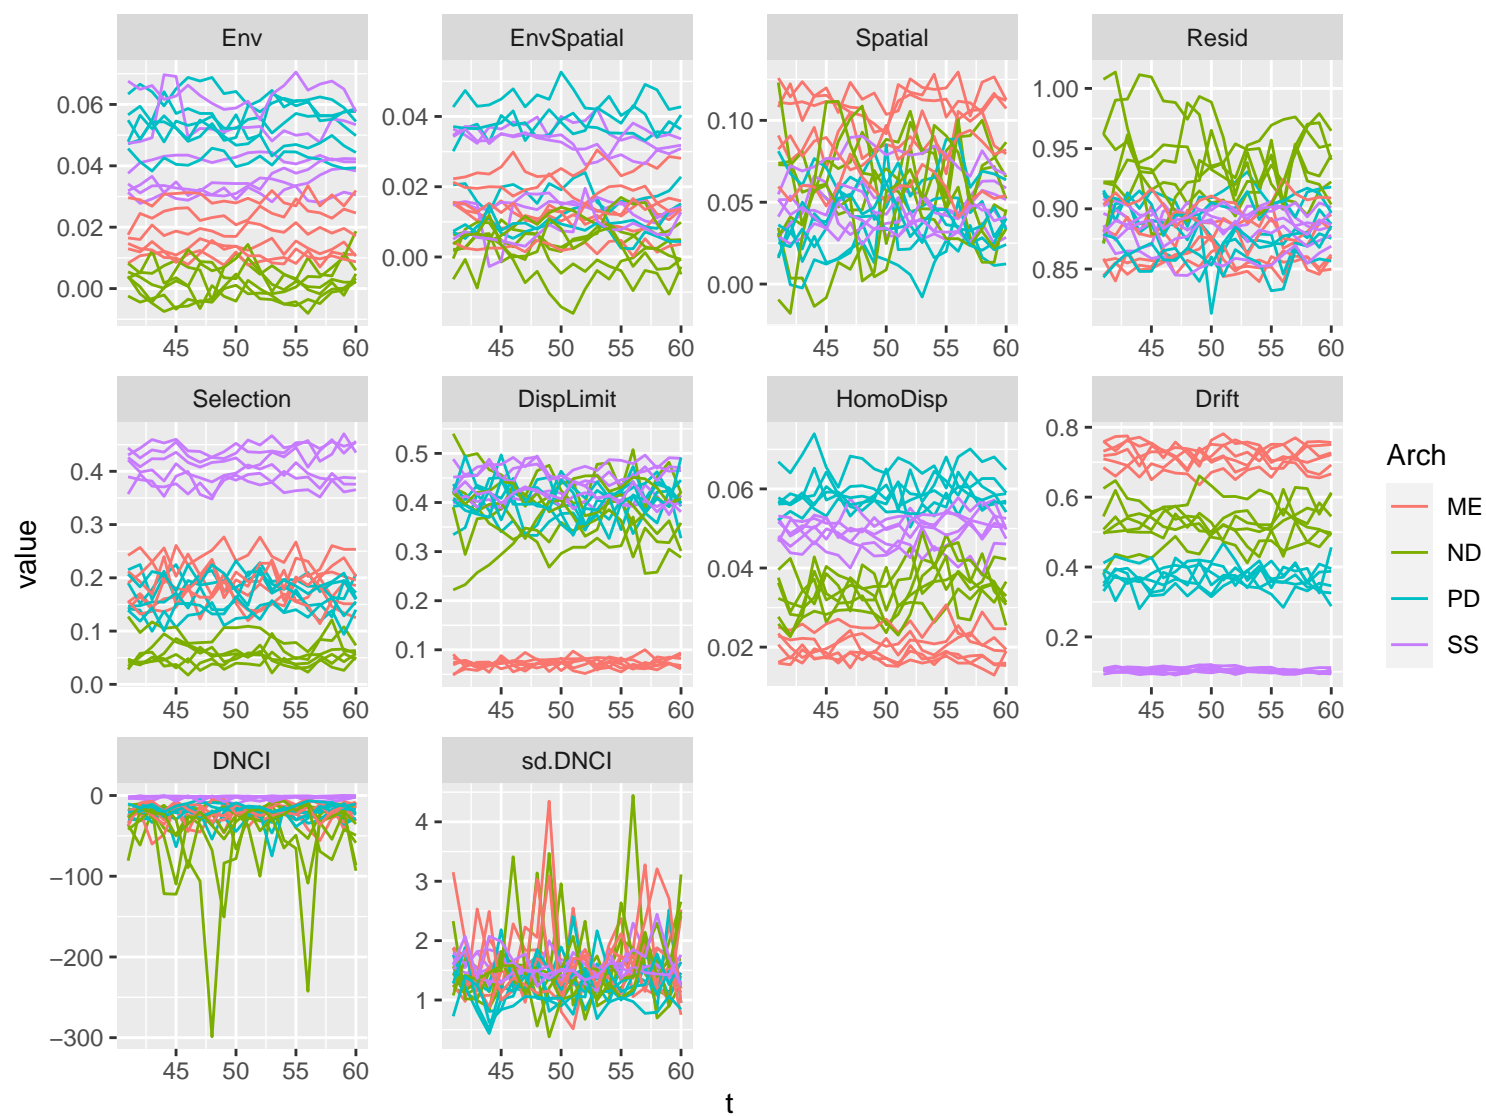 Env EnvSpatial Spatial Resid
0.06
0.04
0.02
0.00
45 50 55 60
0.04
0.02
0.00
45 50 55 60
0.10
0.05
0.00
45 50 55 60
1.00
0.95
0.90
0.85
45 50 55 60
Selection DispLimit HomoDisp Drift
0.4
0.3
0.2
0.1
0.0
45 50 55 60
0.5
0.4
0.3
0.2
0.1
45 50 55 60
0.06
0.04
0.02
45 50 55 60
0.8
0.6
0.4
0.2
45 50 55 60
DNCI sd.DNCI
0
−100
−200
−300
45 50 55 60
4
3
2
1
45 50 55 60
value
t
Arch
ME
ND
PD
SS